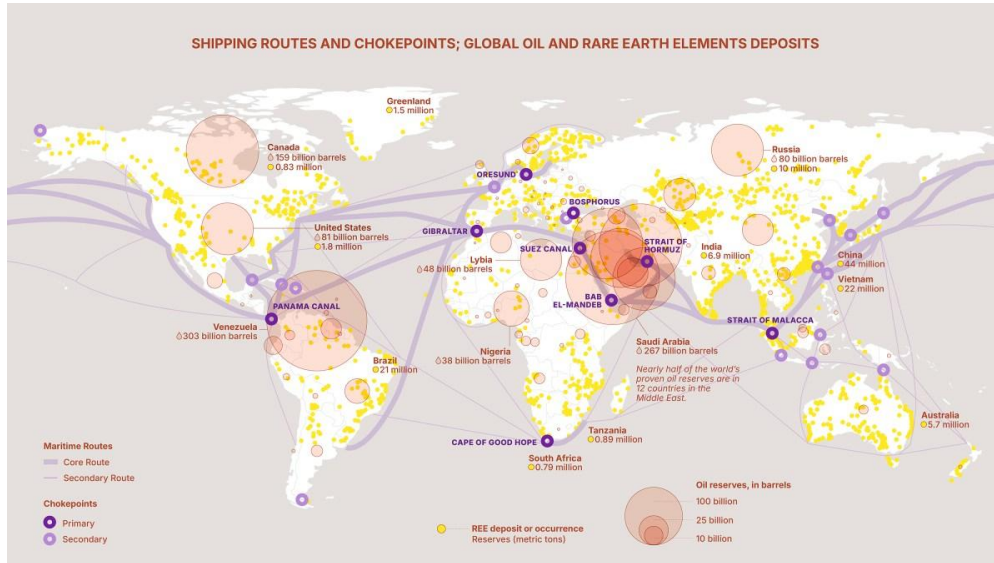 SHIPPING ROUTES AND CHOKEPOINTS; GLOBAL OIL AND RARE EARTH ELEMENTS DEPOSITS
Greenland
1.5 million
Canada
159 billion barrels
0.83 million
Russia
80 billion barrels
10 million
ORESUND
BOSPHORUS
United States
81 billion barrels
1.8 million
GIBRALTAR
SUEZ CANAL
STRAIT OF
HORMUZ
Lybia
48 billion barrels
India
6.9 million
China
44 million
Vietnam
22 million
BAB
EL-MANDEB
PANAMA CANAL
STRAIT OF MALACCA
Venezuela
303 billion barrels
Nigeria
38 billion barrels
Saudi Arabia
267 billion barrels
Nearly half of the world's
proven oil reserves are in
12 countries in the
Middle East.
Brazil
21 million
Australia
5.7 million
Tanzania
0.89 million
CAPE OF GOOD HOPE
South Africa
0.79 million
Maritime Routes
Core Route
Secondary Route
Chokepoints
Primary
Secondary
REE deposit or occurrence
Reserves (metric tons)
Oil reserves, in barrels
100 billion
25 billion
10 billion